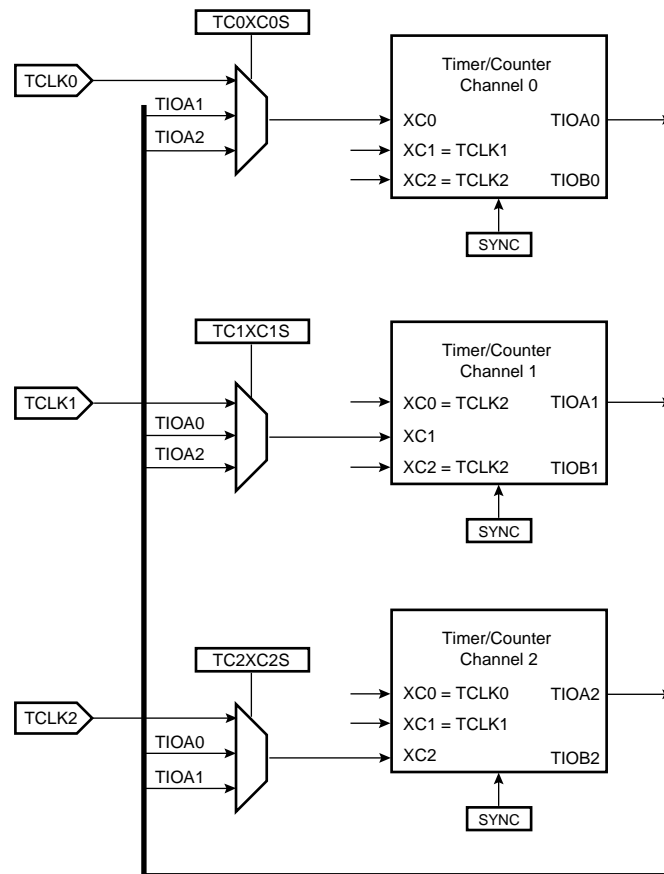 TC0XC0S
TCLK0
TIOA1
TIOA2
Timer/Counter
Channel 0
XC0
TIOA0
XC1 = TCLK1
XC2 = TCLK2
TIOB0
SYNC
TC1XC1S
TCLK1
TIOA0
TIOA2
Timer/Counter
Channel 1
XC0 = TCLK2
TIOA1
XC1
XC2 = TCLK2
TIOB1
SYNC
TC2XC2S
TCLK2
TIOA0
TIOA1
Timer/Counter
Channel 2
XC0 = TCLK0
TIOA2
XC1 = TCLK1
XC2
TIOB2
SYNC